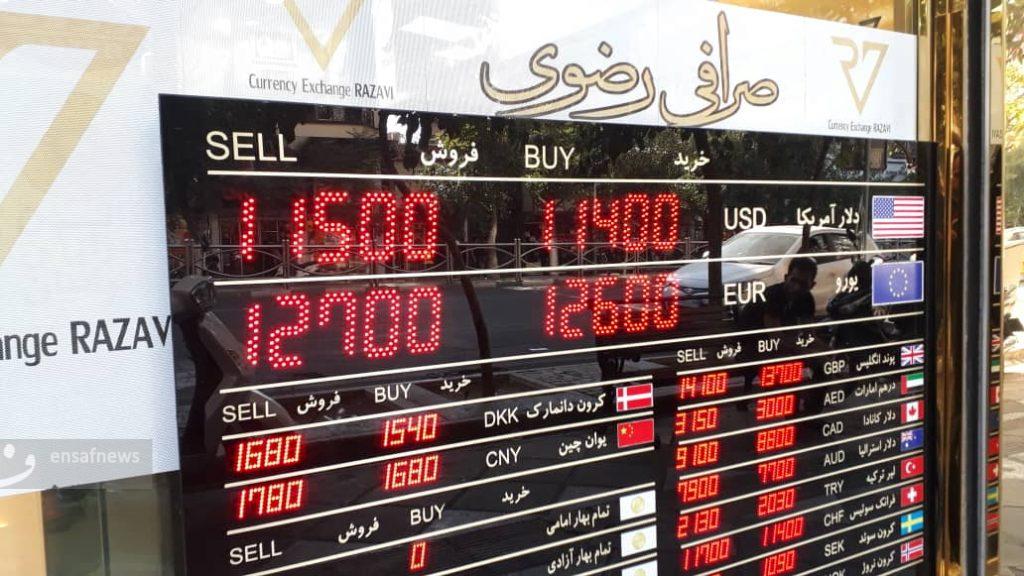 Currency Exchange RAZAVI
صرافی رضوی
Currency Exchange RAZAVI
nge RAZAVI
SELL فروش BUY خرید
11500 11400 USD دلار آمریکا
12700 12600 EUR یورو
SELL فروش BUY خرید
1680 1540 DKK کرون دانمارک
1780 1680 CNY یوان چین
SELL فروش BUY خرید
0 تمام بهار امامی
تمام بهار آزادی
SELL فروش BUY خرید
14100 13700 GBP پوند انگلیس
3150 3000 AED درهم امارات
9100 8800 CAD دلار کانادا
7900 7700 AUD دلار استرالیا
2130 2030 TRY لیر ترکیه
11700 11400 CHF فرانک سوئیس
1090 SEK کرون سوئد
کرون نروژ
ensafnews